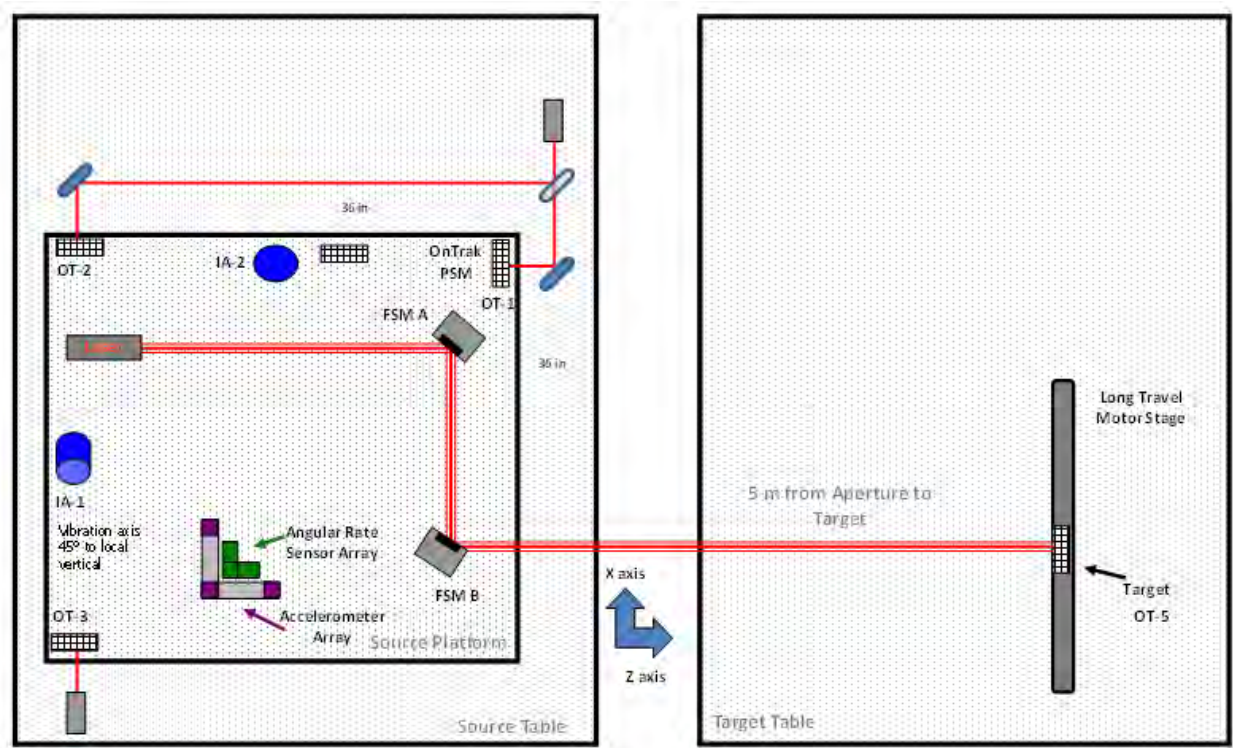 36 in
OT-2
IA-2
OnTrak
PSM
OT-1
FSM A
Laser
36 in
Long Travel
Motor Stage
5 m from Aperture to
Target
IA-1
Vibration axis
45º to local
vertical
Angular Rate
Sensor Array
FSM B
X axis
Target
OT-5
OT-3
Accelerometer
Array
Source Platform
Z axis
Source Table
Target Table